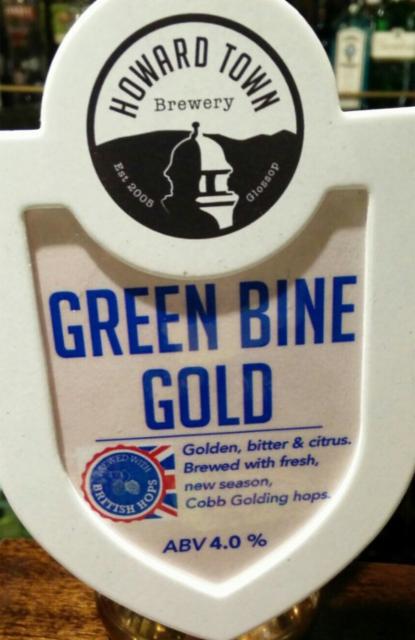 HOWARD TOWN
Brewery
Est 2005
Glossop
GREEN BINE
GOLD
BREWED WITH
BRITISH HOPS
Golden, bitter & citrus.
Brewed with fresh,
new season,
Cobb Golding hops.
ABV 4.0 %